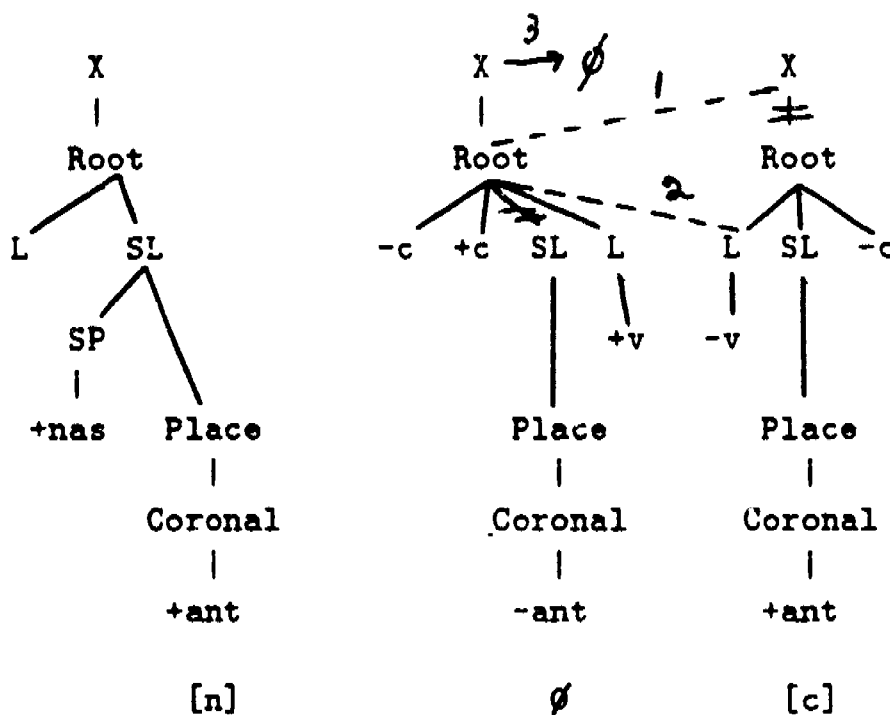 3
X → ∅ 1 X
X
Root Root 2 Root
L SL -c +c SL L L SL -c
SP +v -v
+nas Place Place Place
Coronal Coronal Coronal
+ant -ant +ant
[n] ∅ [c]